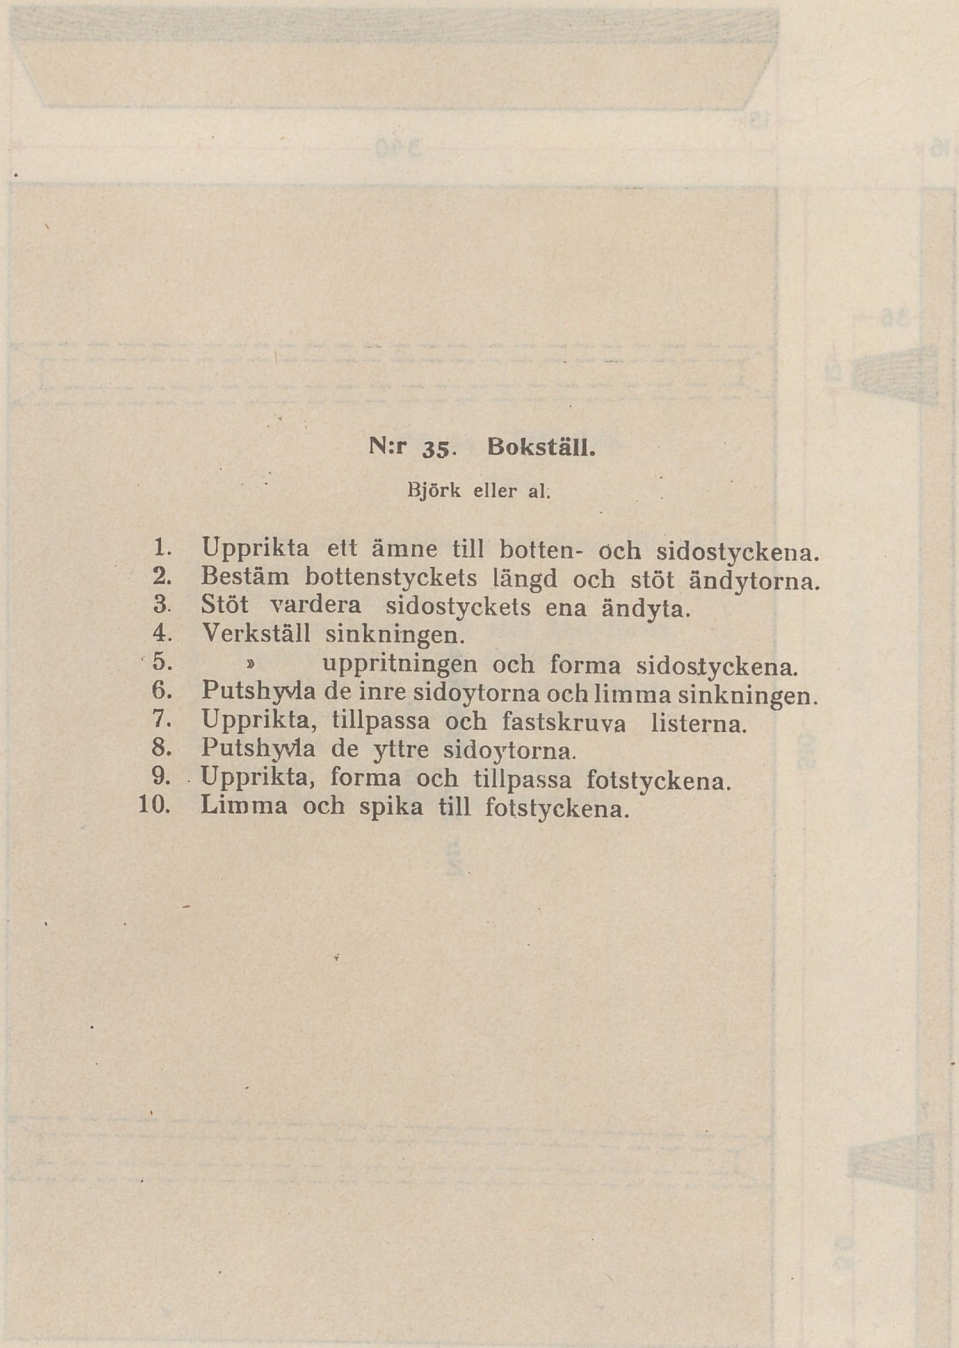 N:r 35. Bokställ.
Björk eller al.
1. Upprikta ett ämne till botten- och sidostyckena.
2. Bestäm bottenstyckets längd och stöt ändytorna.
3. Stöt vardera sidostyckets ena ändyta.
4. Verkställ sinkningen.
5. » uppritningen och forma sidostyckena.
6. Putshyvla de inre sidoytorna och limma sinkningen.
7. Upprikta, tillpassa och fastskruva listerna.
8. Putshyvla de yttre sidoytorna.
9. Upprikta, forma och tillpassa fotstyckena.
10. Limma och spika till fotstyckena.